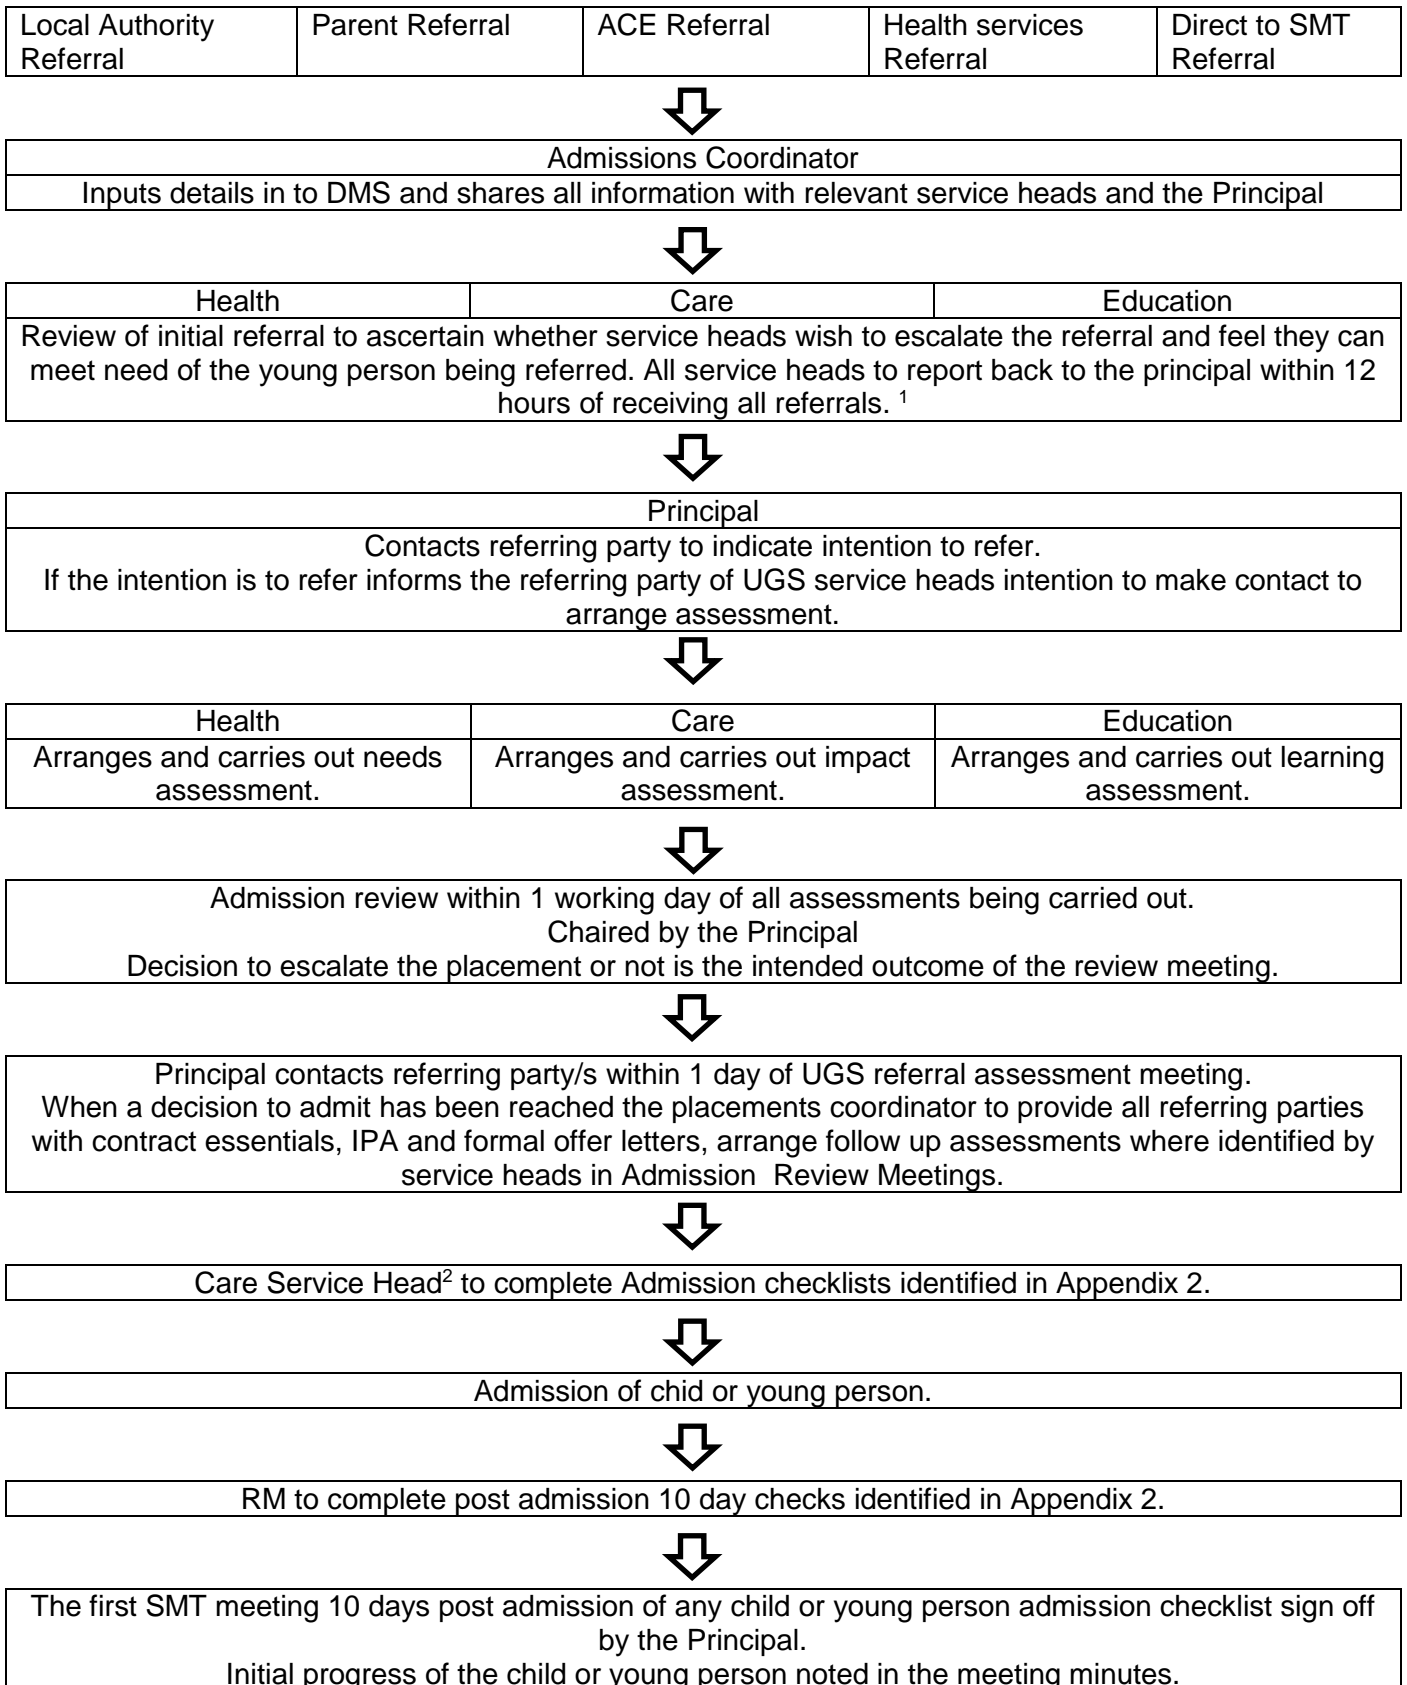 Local Authority Referral
Parent Referral
ACE Referral
Health services Referral
Direct to SMT Referral
Admissions Coordinator
Inputs details in to DMS and shares all information with relevant service heads and the Principal
Health
Care
Education
Review of initial referral to ascertain whether service heads wish to escalate the referral and feel they can
meet need of the young person being referred. All service heads to report back to the principal within 12
hours of receiving all referrals. 1
Principal
Contacts referring party to indicate intention to refer.
If the intention is to refer informs the referring party of UGS service heads intention to make contact to
arrange assessment.
Health
Care
Education
Arranges and carries out needs
assessment.
Arranges and carries out impact
assessment.
Arranges and carries out learning
assessment.
Admission review within 1 working day of all assessments being carried out.
Chaired by the Principal
Decision to escalate the placement or not is the intended outcome of the review meeting.
Principal contacts referring party/s within 1 day of UGS referral assessment meeting.
When a decision to admit has been reached the placements coordinator to provide all referring parties
with contract essentials, IPA and formal offer letters, arrange follow up assessments where identified by
service heads in Admission Review Meetings.
Care Service Head2 to complete Admission checklists identified in Appendix 2.
Admission of chid or young person.
RM to complete post admission 10 day checks identified in Appendix 2.
The first SMT meeting 10 days post admission of any child or young person admission checklist sign off
by the Principal.
Initial progress of the child or young person noted in the meeting minutes.